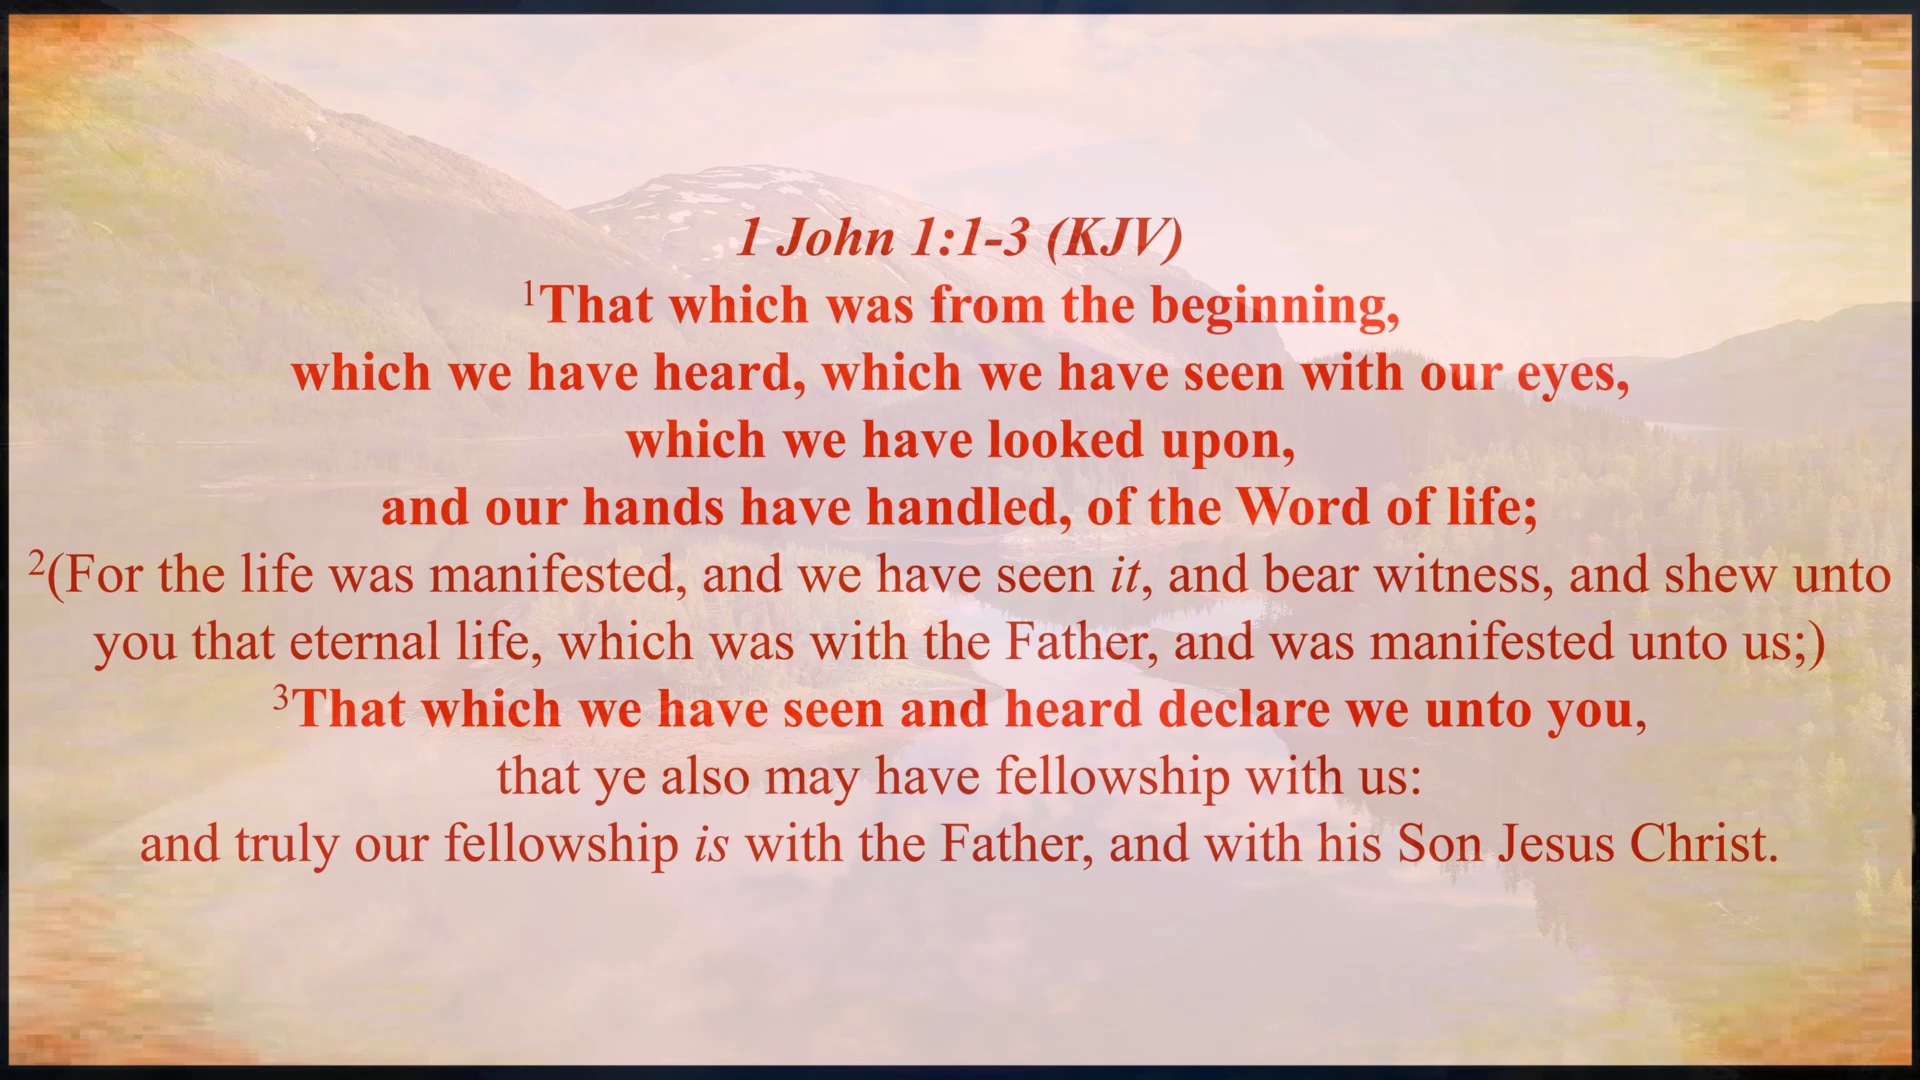 1 John 1:1-3 (KJV)
¹That which was from the beginning,
which we have heard, which we have seen with our eyes,
which we have looked upon,
and our hands have handled, of the Word of life;
²(For the life was manifested, and we have seen it, and bear witness, and shew unto
you that eternal life, which was with the Father, and was manifested unto us;)
³That which we have seen and heard declare we unto you,
that ye also may have fellowship with us:
and truly our fellowship is with the Father, and with his Son Jesus Christ.